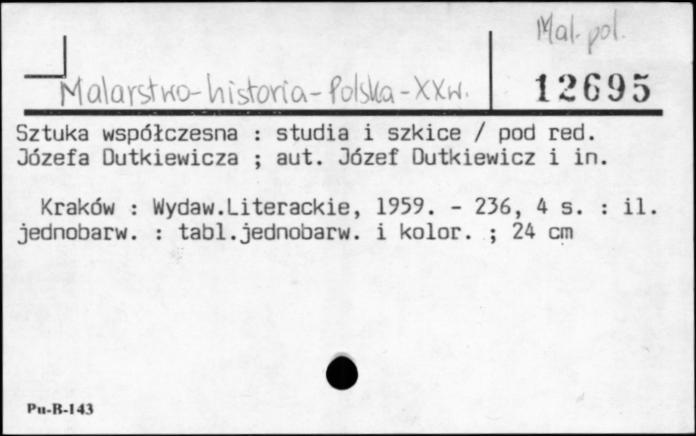 Mal. pol.
Malarstwo-historia-Polska-XXw.
12695
Sztuka współczesna : studia i szkice / pod red.
Józefa Dutkiewicza ; aut. Józef Dutkiewicz i in.
Kraków : Wydaw.Literackie, 1959. - 236, 4 s. : il.
jednobarw. : tabl.jednobarw. i kolor. ; 24 cm
Pu-B-143